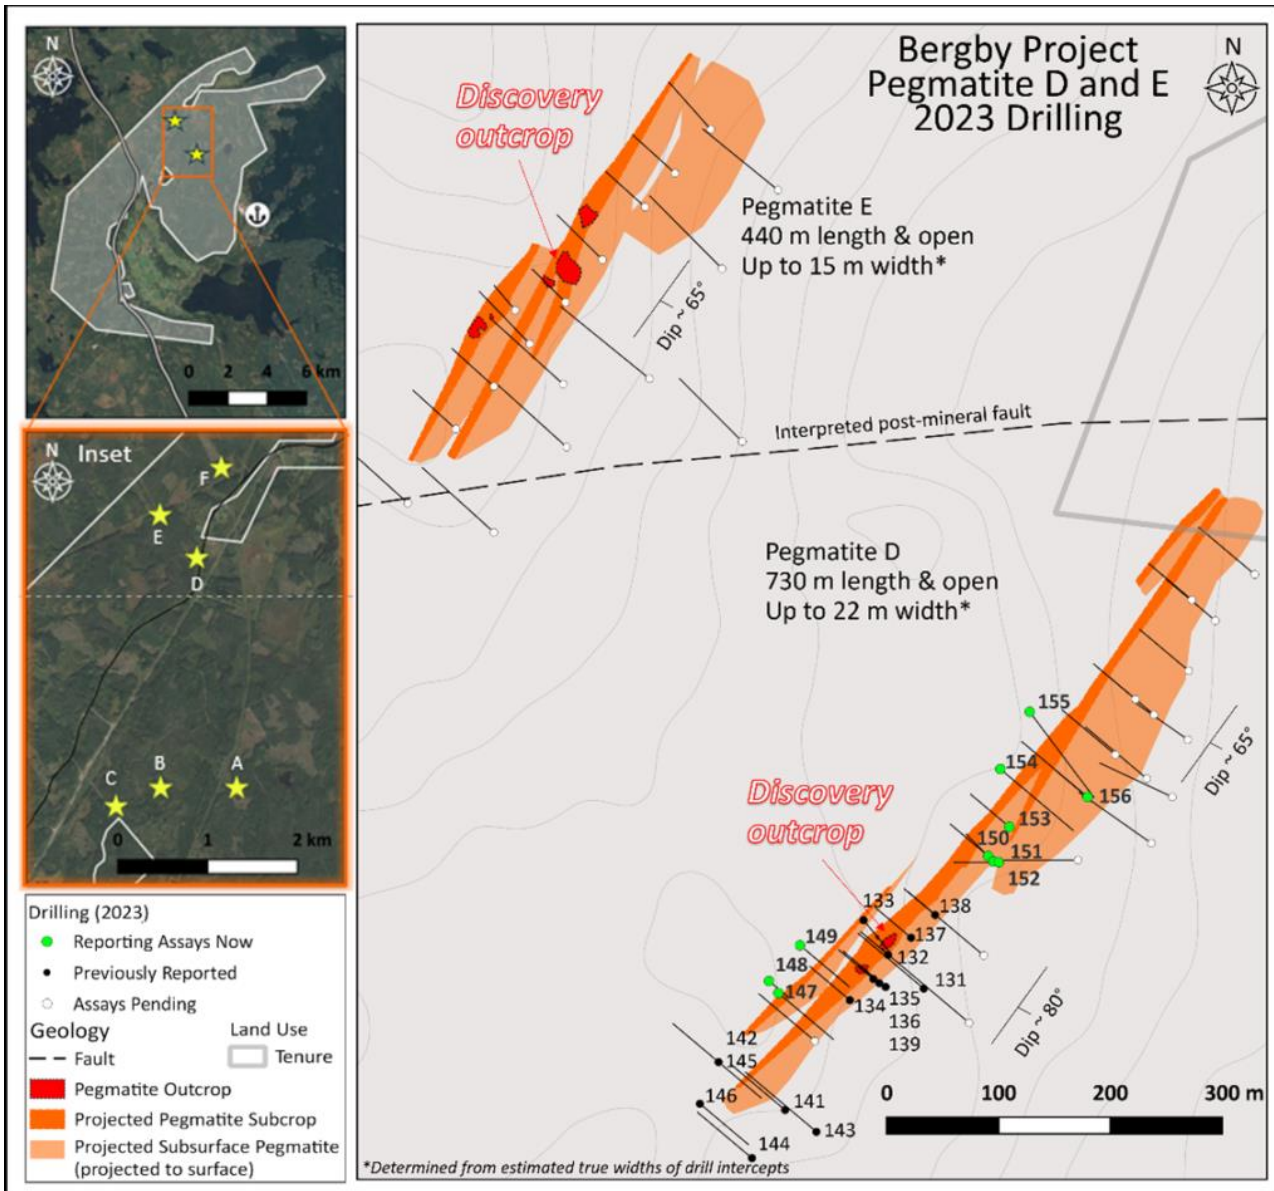 N
0 2 4 6 km
N Inset
F
E
D
C B A
0 1 2 km
Drilling (2023)
Reporting Assays Now
Previously Reported
Assays Pending
Geology
Land Use
Fault
Tenure
Pegmatite Outcrop
Projected Pegmatite Subcrop
Projected Subsurface Pegmatite
(projected to surface)
Bergby Project
Pegmatite D and E
2023 Drilling
N
Discovery
outcrop
Pegmatite E
440 m length & open
Up to 15 m width*
Dip ~ 65°
Interpreted post-mineral fault
Pegmatite D
730 m length & open
Up to 22 m width*
155
154
Dip ~ 65°
156
Discovery
outcrop
153
150
151
152
133
138
149
137
132
148
131
147
134
135
136
139
Dip ~ 80°
142
145
146
141
143
144
0 100 200 300 m
*Determined from estimated true widths of drill intercepts